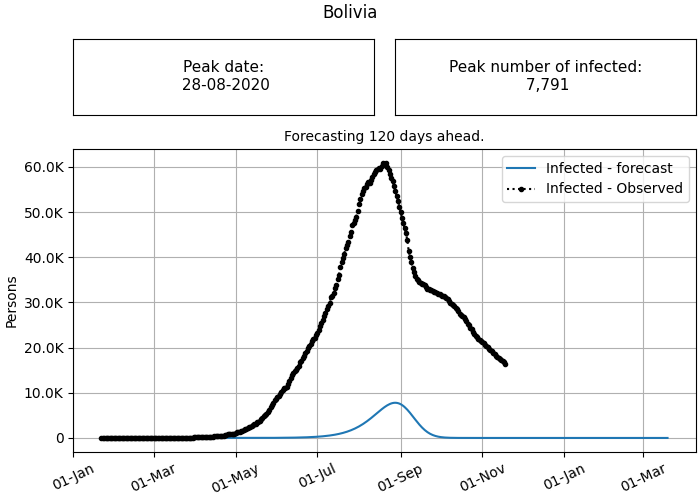 Bolivia
Peak date:
28-08-2020
Peak number of infected:
7,791
Forecasting 120 days ahead.
Infected - forecast
Infected - Observed
60.0K
50.0K
40.0K
30.0K
20.0K
10.0K
0
Persons
01-Jan
01-Mar
01-May
01-Jul
01-Sep
01-Nov
01-Jan
01-Mar